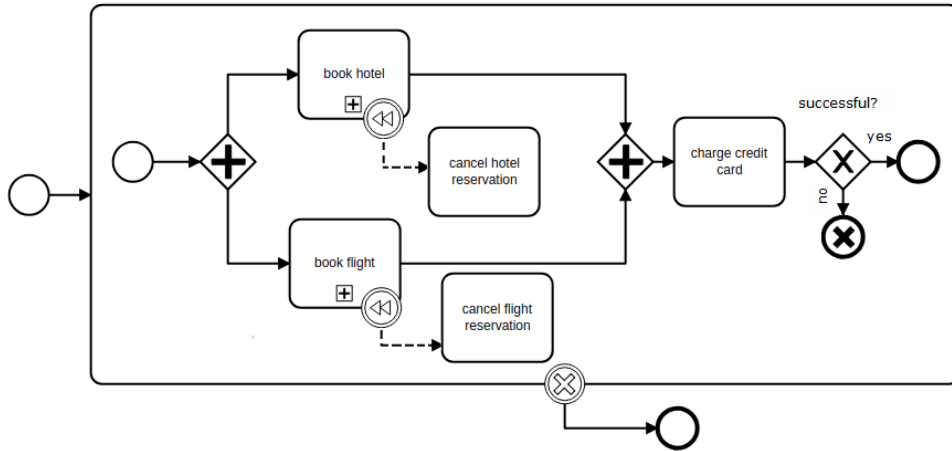 book hotel
successful?
yes
cancel hotel
reservation
charge credit
card
no
book flight
cancel flight
reservation